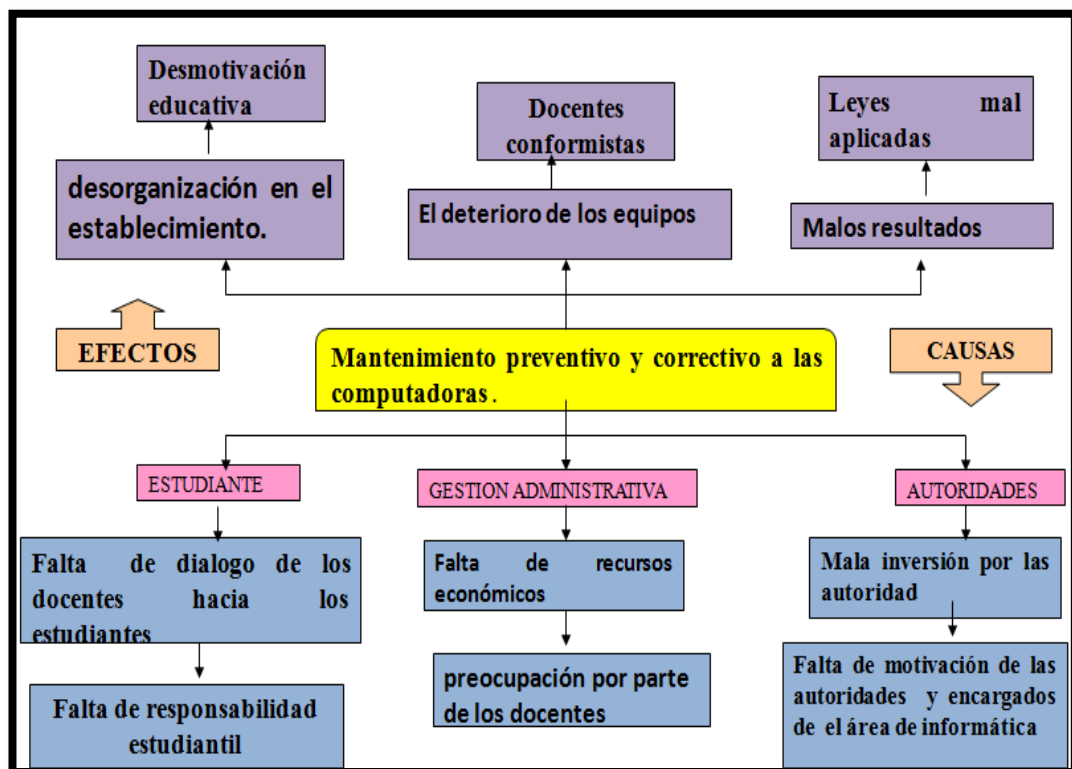 Desmotivación
educativa
Docentes
conformistas
Leyes mal
aplicadas
desorganización en el
establecimiento.
El deterioro de los equipos
Malos resultados
EFECTOS
Mantenimiento preventivo y correctivo a las
computadoras.
CAUSAS
ESTUDIANTE
GESTION ADMINISTRATIVA
AUTORIDADES
Falta de dialogo de los
docentes hacia los
estudiantes
Falta de recursos
económicos
Mala inversión por las
autoridad
Falta de responsabilidad
estudiantil
preocupación por parte
de los docentes
Falta de motivación de las
autoridades y encargados
de el área de informática